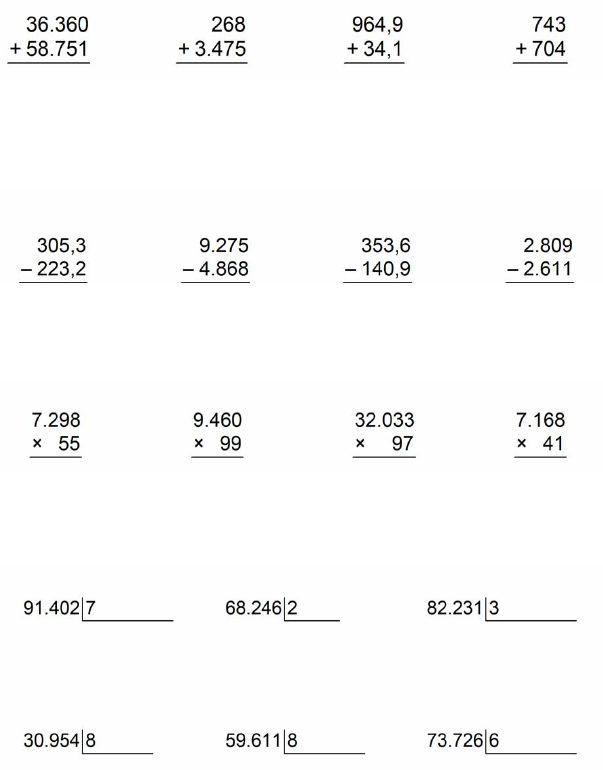 36.360 268 964,9 743
+ 58.751 + 3.475 + 34,1 + 704
305,3 9.275 353,6 2.809
– 223,2 – 4.868 – 140,9 – 2.611
7.298 9.460 32.033 7.168
× 55 × 99 × 97 × 41
91.402 7 68.246 2 82.231 3
30.954 8 59.611 8 73.726 6